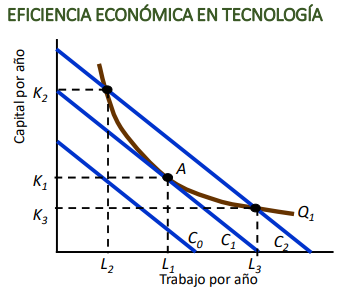 EFICIENCIA ECONÓMICA EN TECNOLOGÍA
Capital por año
K2
A
K1
K3
Q1
C0
C1
C2
L2
L1
L3
Trabajo por año